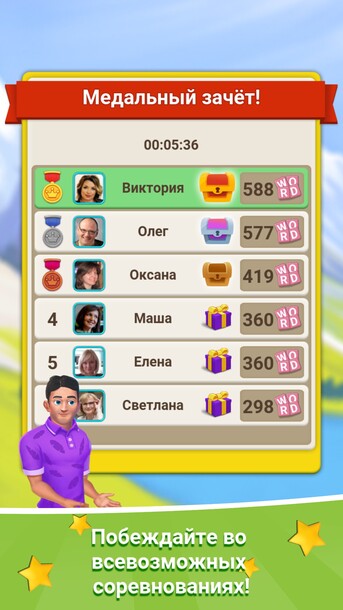 Медальный зачёт!
00:05:36
Виктория 588 WORD
Олег 577 WORD
Оксана 419 WORD
4 Маша 360 WORD
5 Елена 360 WORD
Светлана 298 WORD
Побеждайте во
всевозможных
соревнованиях!